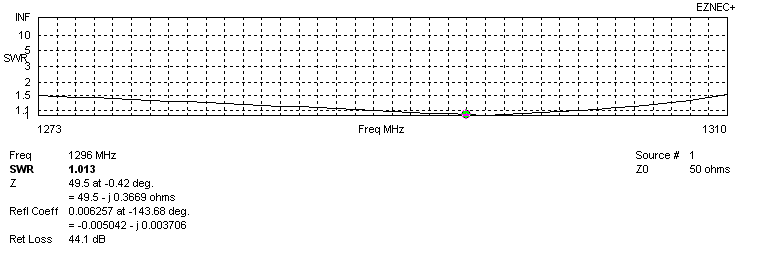 EZNEC+
INF
10
5
SWR
3
2
1.5
1.1
1273 Freq MHz 1310
Freq 1296 MHz Source # 1
SWR 1.013 Z0 50 ohms
Z 49.5 at -0.42 deg.
= 49.5 - j 0.3669 ohms
Refl Coeff 0.006257 at -143.68 deg.
= -0.005042 - j 0.003706
Ret Loss 44.1 dB